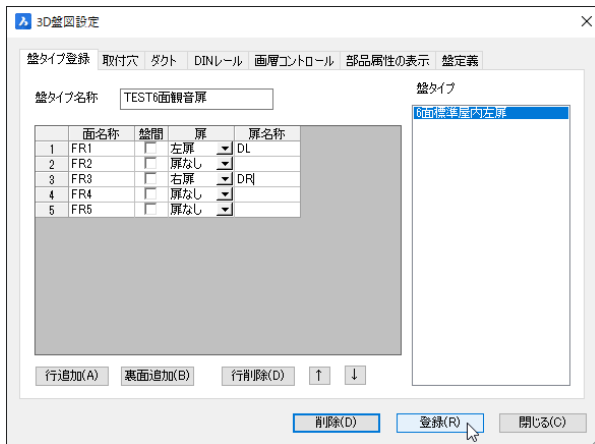 3D盤図設定
盤タイプ登録 取付穴 ダクト DINレール 画層コントロール 部品属性の表示 盤定義
盤タイプ名称 TEST6面観音扉
盤タイプ
6面標準屋内左扉
面名称 盤間 扉 扉名称
1 FR1 左扉 DL
2 FR2 扉なし
3 FR3 右扉 DR
4 FR4 扉なし
5 FR5 扉なし
行追加(A) 裏面追加(B) 行削除(D) ↑ ↓
削除(D) 登録(R) 閉じる(C)